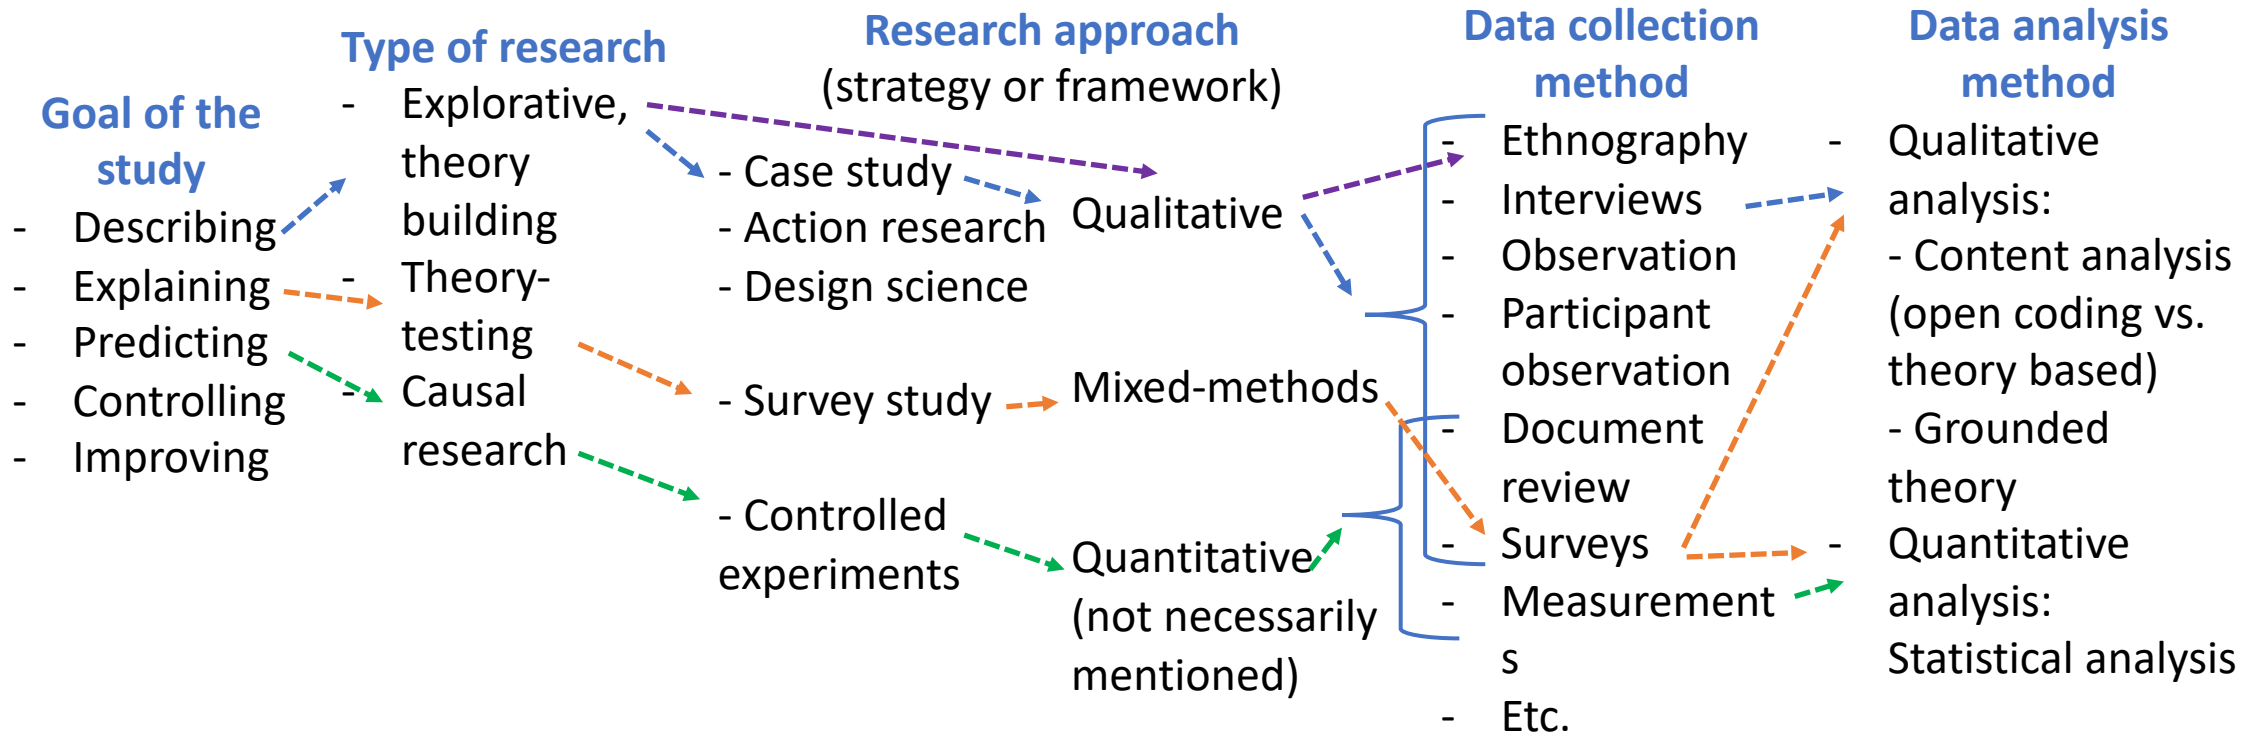 Goal of the
study
- Describing
- Explaining
- Predicting
- Controlling
- Improving
Type of research
- Explorative,
theory
building
- Theory-
testing
- Causal
research
Research approach
(strategy or framework)
- Case study
- Action research
- Design science
- Survey study
- Controlled
experiments
Qualitative
Mixed-methods
Quantitative
(not necessarily
mentioned)
Data collection
method
- Ethnography
- Interviews
- Observation
- Participant
observation
- Document
review
- Surveys
- Measurement
s
- Etc.
Data analysis
method
- Qualitative
analysis:
- Content analysis
(open coding vs.
theory based)
- Grounded
theory
- Quantitative
analysis:
Statistical analysis